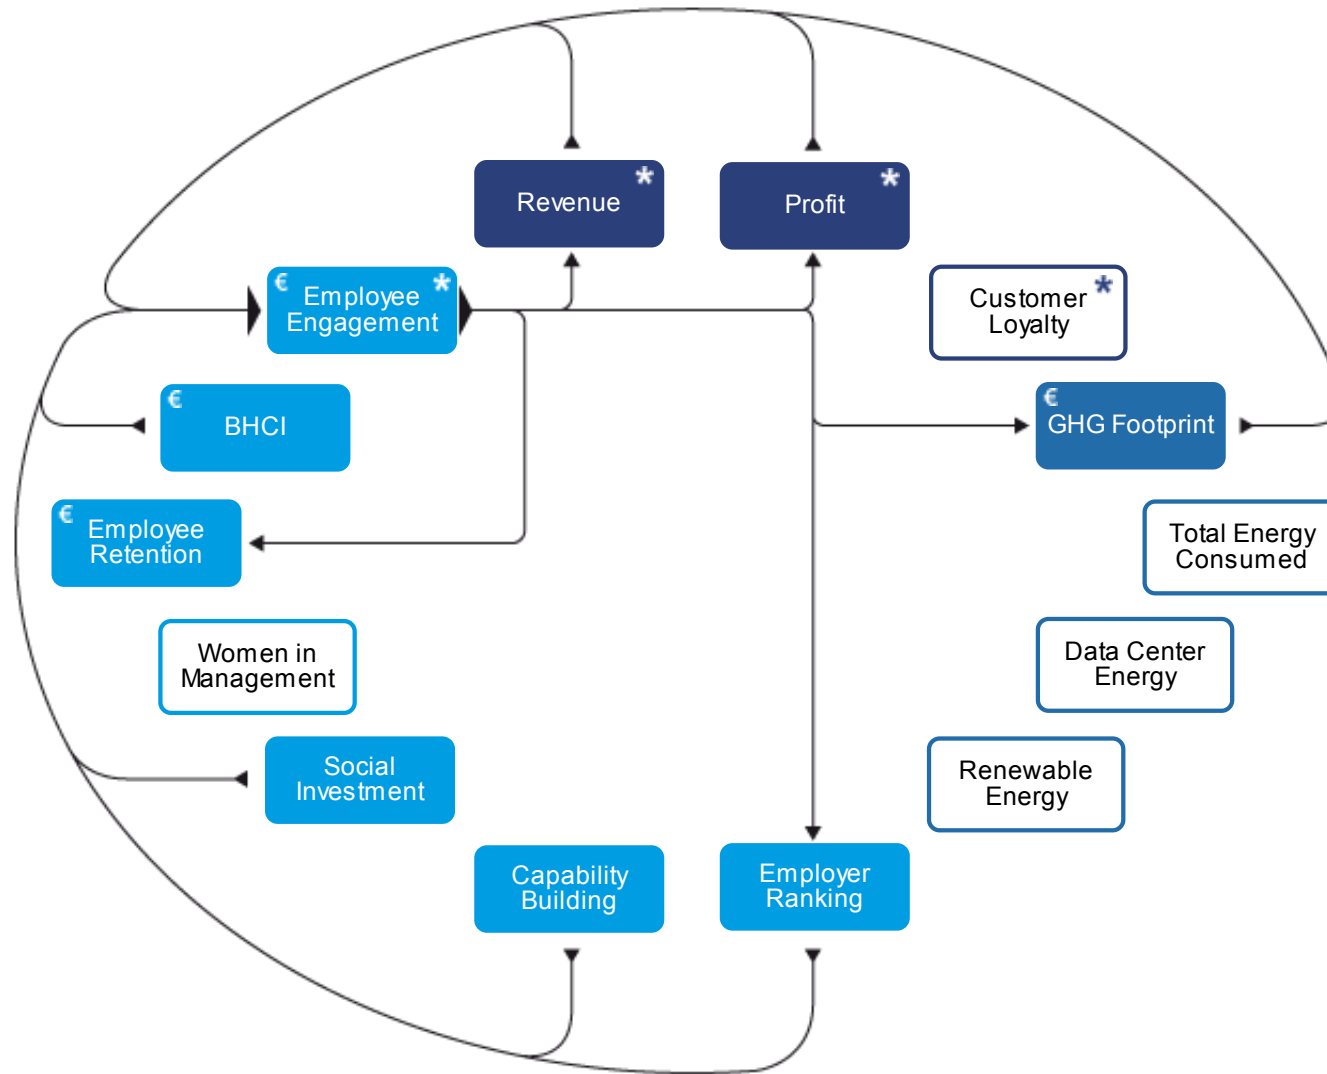 Revenue *
Profit *
€ Employee *
Engagement
Customer *
Loyalty
€
BHCI
€
GHG Footprint
€ Employee
Retention
Total Energy
Consumed
Women in
Management
Data Center
Energy
Social
Investment
Renewable
Energy
Capability
Building
Employer
Ranking